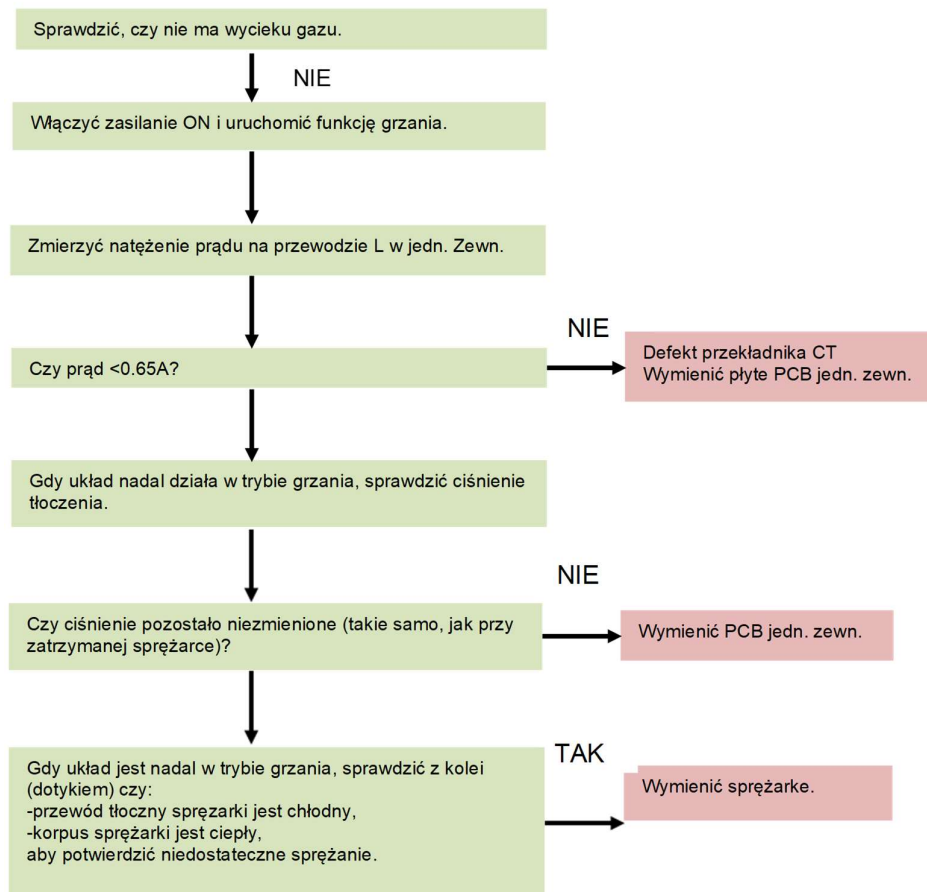 Sprawdzić, czy nie ma wycieku gazu.
NIE
Włączyć zasilanie ON i uruchomić funkcję grzania.
Zmierzyć natężenie prądu na przewodzie L w jedn. Zewn.
Czy prąd <0.65A?
NIE
Defekt przekładnika CT
Wymienić płyte PCB jedn. zewn.
Gdy układ nadal działa w trybie grzania, sprawdzić ciśnienie
tłoczenia.
Czy ciśnienie pozostało niezmienione (takie samo, jak przy
zatrzymanej sprężarce)?
NIE
Wymienić PCB jedn. zewn.
Gdy układ jest nadal w trybie grzania, sprawdzić z kolei
(dotykiem) czy:
-przewód tłoczny spręzarki jest chłodny,
-korpus sprężarki jest ciepły,
aby potwierdzić niedostateczne sprężanie.
TAK
Wymienić sprężarke.